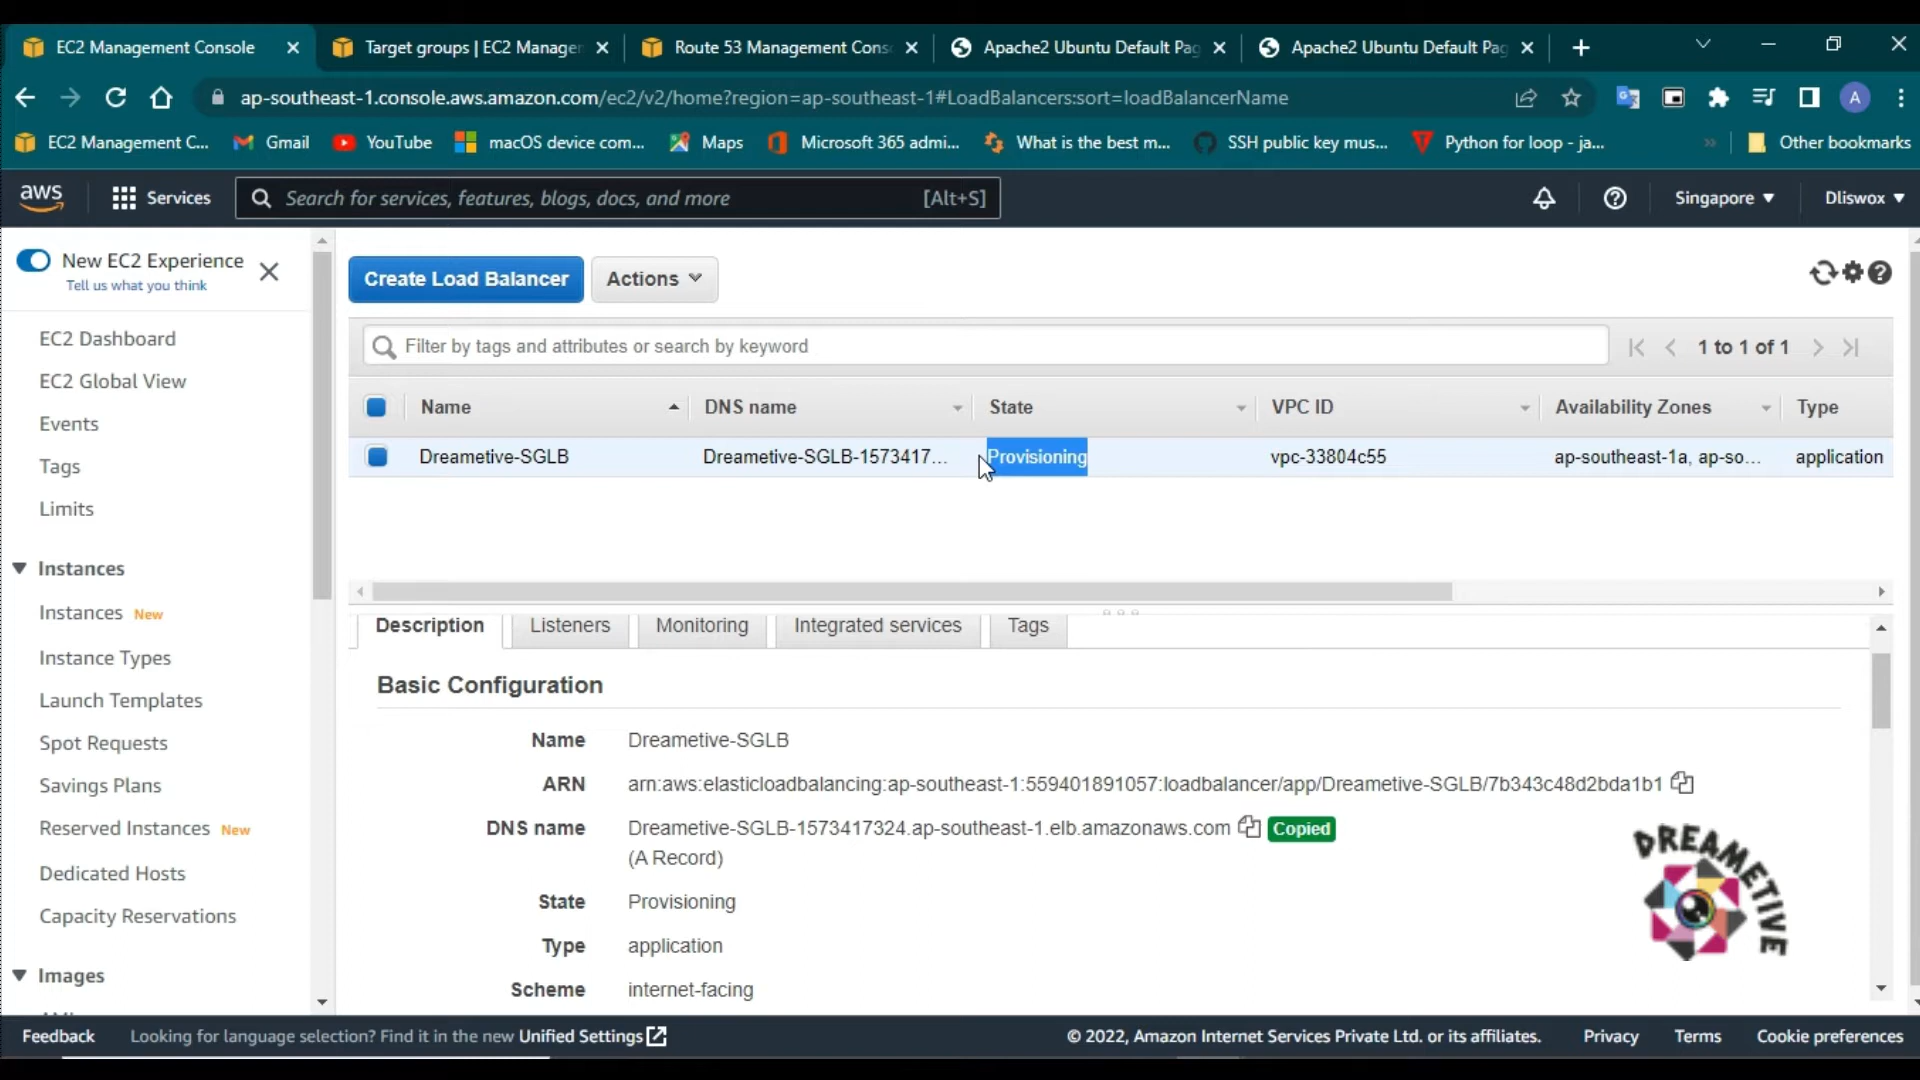 EC2 Management Console
Target groups | EC2 Manager
Route 53 Management Conso
Apache2 Ubuntu Default Pag
Apache2 Ubuntu Default Pag
ap-southeast-1.console.aws.amazon.com/ec2/v2/home?region=ap-southeast-1#LoadBalancers:sort=loadBalancerName
A
EC2 Management C...
Gmail
YouTube
macOS device com...
Maps
Microsoft 365 admi...
What is the best m...
SSH public key mus...
Python for loop - ja...
Other bookmarks
aws
Services
Search for services, features, blogs, docs, and more
[Alt+S]
Singapore
Dliswox
New EC2 Experience
Tell us what you think
EC2 Dashboard
EC2 Global View
Events
Tags
Limits
Instances
Instances New
Instance Types
Launch Templates
Spot Requests
Savings Plans
Reserved Instances New
Dedicated Hosts
Capacity Reservations
Images
Create Load Balancer
Actions
Filter by tags and attributes or search by keyword
1 to 1 of 1
Name DNS name State VPC ID Availability Zones Type
Dreametive-SGLB Dreametive-SGLB-1573417... Provisioning vpc-33804c55 ap-southeast-1a, ap-so... application
Description Listeners Monitoring Integrated services Tags
Basic Configuration
Name Dreametive-SGLB
ARN arn:aws:elasticloadbalancing:ap-southeast-1:559401891057:loadbalancer/app/Dreametive-SGLB/7b343c48d2bda1b1
DNS name Dreametive-SGLB-1573417324.ap-southeast-1.elb.amazonaws.com Copied
(A Record)
State Provisioning
Type application
Scheme internet-facing
DREAMETIVE
Feedback
Looking for language selection? Find it in the new Unified Settings
© 2022, Amazon Internet Services Private Ltd. or its affiliates.
Privacy
Terms
Cookie preferences